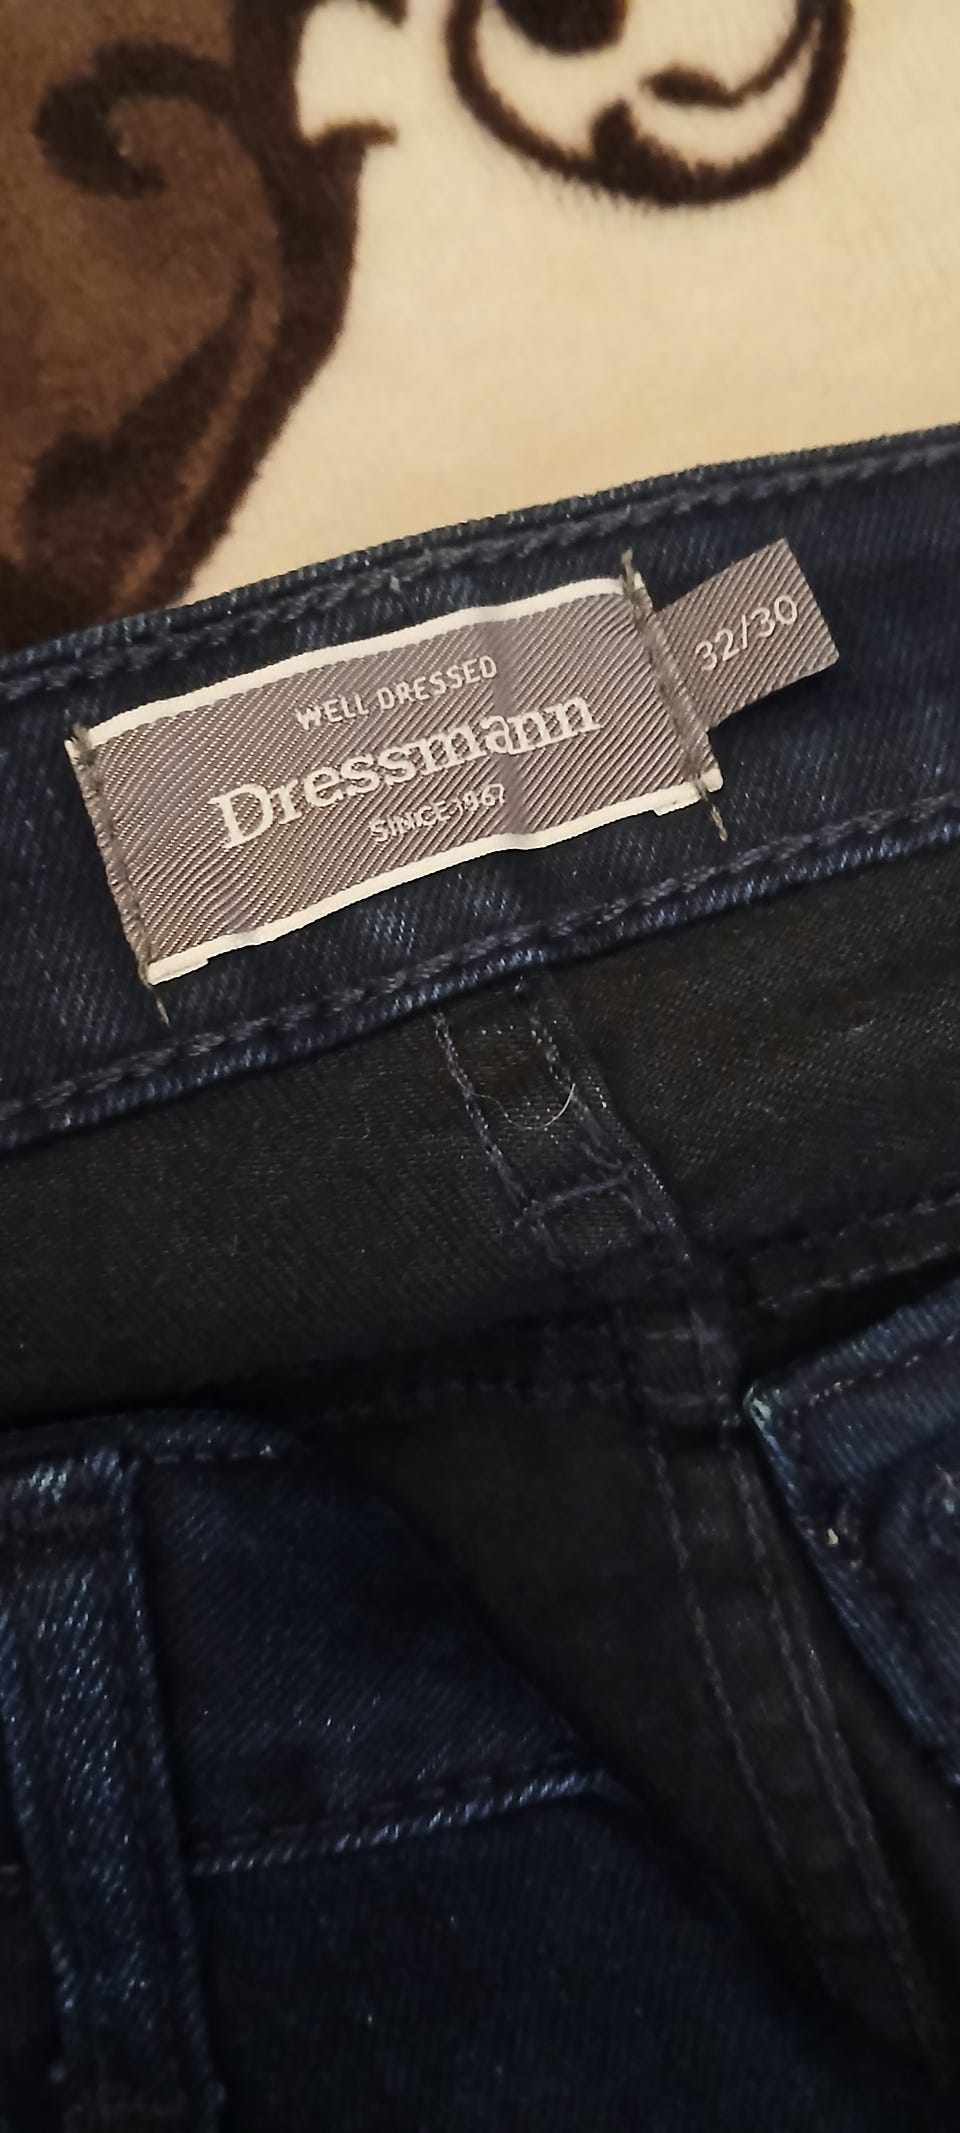 WELL DRESSED
Dressmann
SINCE 1967
32/30